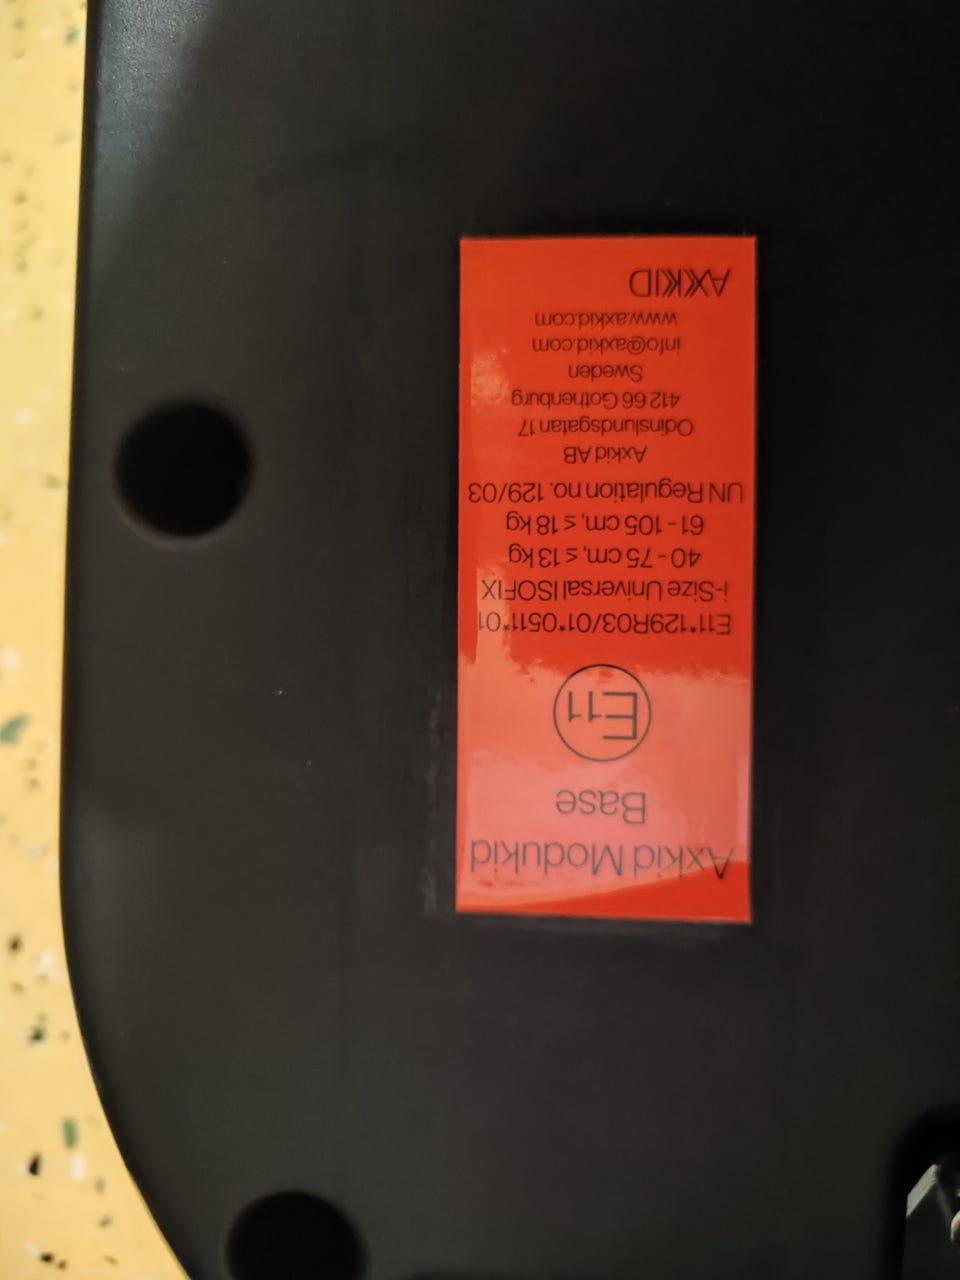 Axkid Modukid
Base
E11
E11*129R03/01*0511*01
i-Size Universal ISOFIX
40 - 75 cm, ≤ 13 kg
61 - 105 cm, ≤ 18 kg
UN Regulation no. 129/03
Axkid AB
Odinslundsgatan 17
412 66 Gothenburg
Sweden
info@axkid.com
www.axkid.com
AXKID